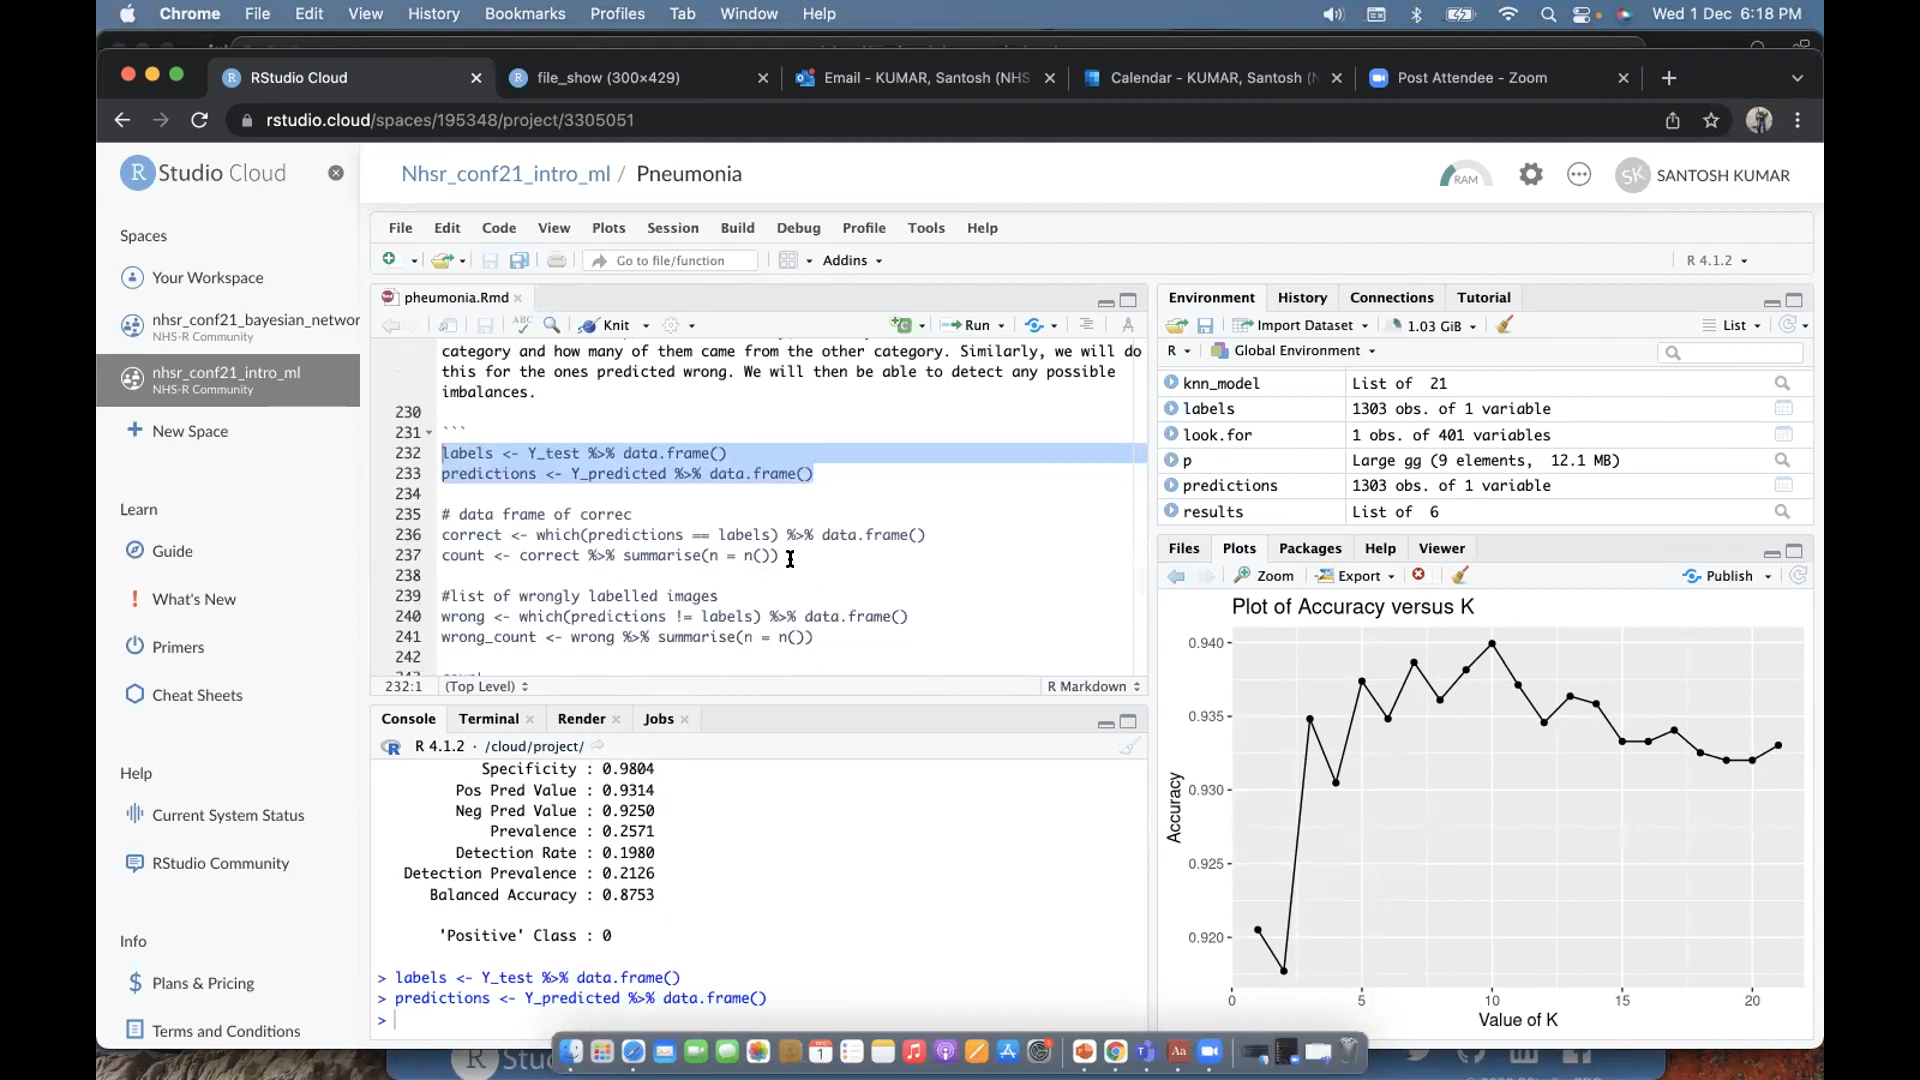 Chrome File Edit View History Bookmarks Profiles Tab Window Help Wed 1 Dec 6:18 PM
RStudio Cloud file_show (300×429) Email - KUMAR, Santosh (NHS Calendar - KUMAR, Santosh (N Post Attendee - Zoom
rstudio.cloud/spaces/195348/project/3305051
R Studio Cloud
Nhsr_conf21_intro_ml / Pneumonia
RAM
SK SANTOSH KUMAR
Spaces
Your Workspace
nhsr_conf21_bayesian_networ
NHS-R Community
nhsr_conf21_intro_ml
NHS-R Community
New Space
Learn
Guide
What's New
Primers
Cheat Sheets
Help
Current System Status
RStudio Community
Info
Plans & Pricing
Terms and Conditions
File Edit Code View Plots Session Build Debug Profile Tools Help
Go to file/function Addins R 4.1.2
pheumonia.Rmd
ABC Knit Run
category and how many of them came from the other category. Similarly, we will do
this for the ones predicted wrong. We will then be able to detect any possible
imbalances.
230
231 ```
232 labels <- Y_test %>% data.frame()
233 predictions <- Y_predicted %>% data.frame()
234
235 # data frame of correc
236 correct <- which(predictions == labels) %>% data.frame()
237 count <- correct %>% summarise(n = n())
238
239 #list of wrongly labelled images
240 wrong <- which(predictions != labels) %>% data.frame()
241 wrong_count <- wrong %>% summarise(n = n())
242
232:1 (Top Level) R Markdown
Console Terminal Render Jobs
R 4.1.2 · /cloud/project/
Specificity : 0.9804
Pos Pred Value : 0.9314
Neg Pred Value : 0.9250
Prevalence : 0.2571
Detection Rate : 0.1980
Detection Prevalence : 0.2126
Balanced Accuracy : 0.8753
'Positive' Class : 0
> labels <- Y_test %>% data.frame()
> predictions <- Y_predicted %>% data.frame()
>
Environment History Connections Tutorial
Import Dataset 1.03 GiB List
R Global Environment
knn_model List of 21
labels 1303 obs. of 1 variable
look.for 1 obs. of 401 variables
p Large gg (9 elements, 12.1 MB)
predictions 1303 obs. of 1 variable
results List of 6
Files Plots Packages Help Viewer
Zoom Export Publish
Plot of Accuracy versus K
0.940
0.935
0.930
0.925
0.920
Accuracy
0 5 10 15 20
Value of K